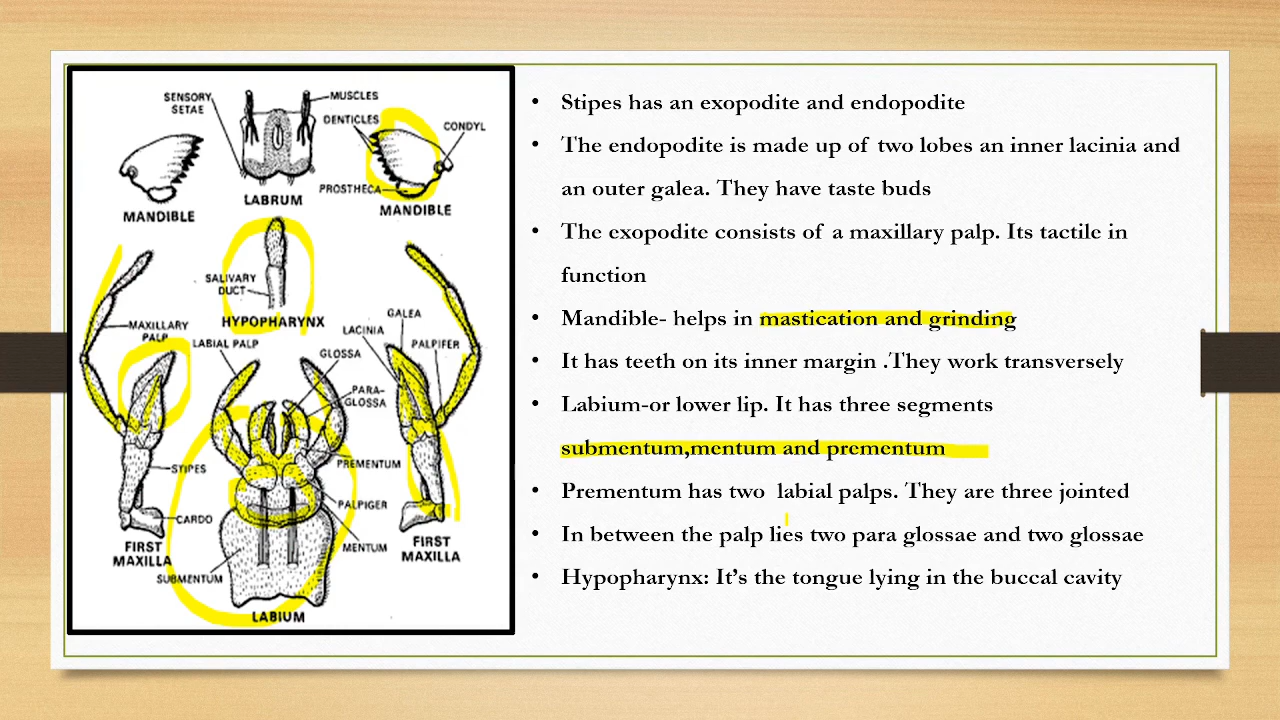 SENSORY
SETAE
MUSCLES
DENTICLES
CONDYL
PROSTHECA
LABRUM
MANDIBLE
MANDIBLE
SALIVARY
DUCT
HYPOPHARYNX
GALEA
LACINIA
PALPIFER
MAXILLARY
PALP
LABIAL PALP
GLOSSA
PARA-
GLOSSA
STIPES
PREMENTUM
PALPIGER
CARDO
MENTUM
FIRST
MAXILLA
FIRST
MAXILLA
SUBMENTUM
LABIUM
• Stipes has an exopodite and endopodite
• The endopodite is made up of two lobes an inner lacinia and
an outer galea. They have taste buds
• The exopodite consists of a maxillary palp. Its tactile in
function
• Mandible- helps in mastication and grinding
• It has teeth on its inner margin .They work transversely
• Labium-or lower lip. It has three segments
submentum,mentum and prementum
• Prementum has two labial palps. They are three jointed
• In between the palp lies two para glossae and two glossae
• Hypopharynx: It’s the tongue lying in the buccal cavity